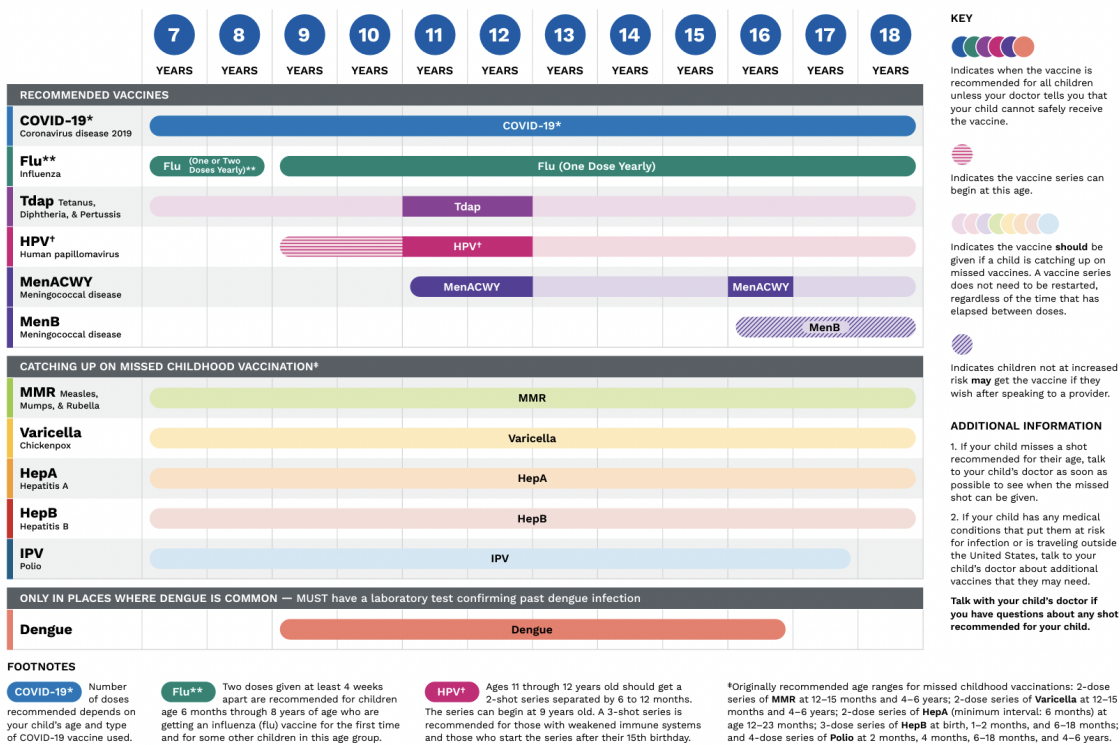 7 8 9 10 11 12 13 14 15 16 17 18
YEARS YEARS YEARS YEARS YEARS YEARS YEARS YEARS YEARS YEARS YEARS YEARS
RECOMMENDED VACCINES
COVID-19*
Coronavirus disease 2019
COVID-19*
Flu**
Influenza
Flu (One or Two
Doses Yearly)**
Flu (One Dose Yearly)
Tdap Tetanus,
Diphtheria, & Pertussis
Tdap
HPV†
Human papillomavirus
HPV†
MenACWY
Meningococcal disease
MenACWY
MenACWY
MenB
Meningococcal disease
MenB
CATCHING UP ON MISSED CHILDHOOD VACCINATION‡
MMR Measles,
Mumps, & Rubella
MMR
Varicella
Chickenpox
Varicella
HepA
Hepatitis A
HepA
HepB
Hepatitis B
HepB
IPV
Polio
IPV
ONLY IN PLACES WHERE DENGUE IS COMMON — MUST have a laboratory test confirming past dengue infection
Dengue
Dengue
KEY
Indicates when the vaccine is
recommended for all children
unless your doctor tells you that
your child cannot safely receive
the vaccine.
Indicates the vaccine series can
begin at this age.
Indicates the vaccine should be
given if a child is catching up on
missed vaccines. A vaccine series
does not need to be restarted,
regardless of the time that has
elapsed between doses.
Indicates children not at increased
risk may get the vaccine if they
wish after speaking to a provider.
ADDITIONAL INFORMATION
1. If your child misses a shot
recommended for their age, talk
to your child's doctor as soon as
possible to see when the missed
shot can be given.
2. If your child has any medical
conditions that put them at risk
for infection or is traveling outside
the United States, talk to your
child's doctor about additional
vaccines that they may need.
Talk with your child's doctor if
you have questions about any shot
recommended for your child.
FOOTNOTES
COVID-19* Number
of doses
recommended depends on
your child's age and type
of COVID-19 vaccine used.
Flu** Two doses given at least 4 weeks
apart are recommended for children
age 6 months through 8 years of age who are
getting an influenza (flu) vaccine for the first time
and for some other children in this age group.
HPV† Ages 11 through 12 years old should get a
2-shot series separated by 6 to 12 months.
The series can begin at 9 years old. A 3-shot series is
recommended for those with weakened immune systems
and those who start the series after their 15th birthday.
‡Originally recommended age ranges for missed childhood vaccinations: 2-dose
series of MMR at 12–15 months and 4–6 years; 2-dose series of Varicella at 12–15
months and 4–6 years; 2-dose series of HepA (minimum interval: 6 months) at
age 12–23 months; 3-dose series of HepB at birth, 1–2 months, and 6–18 months;
and 4-dose series of Polio at 2 months, 4 months, 6–18 months, and 4–6 years.